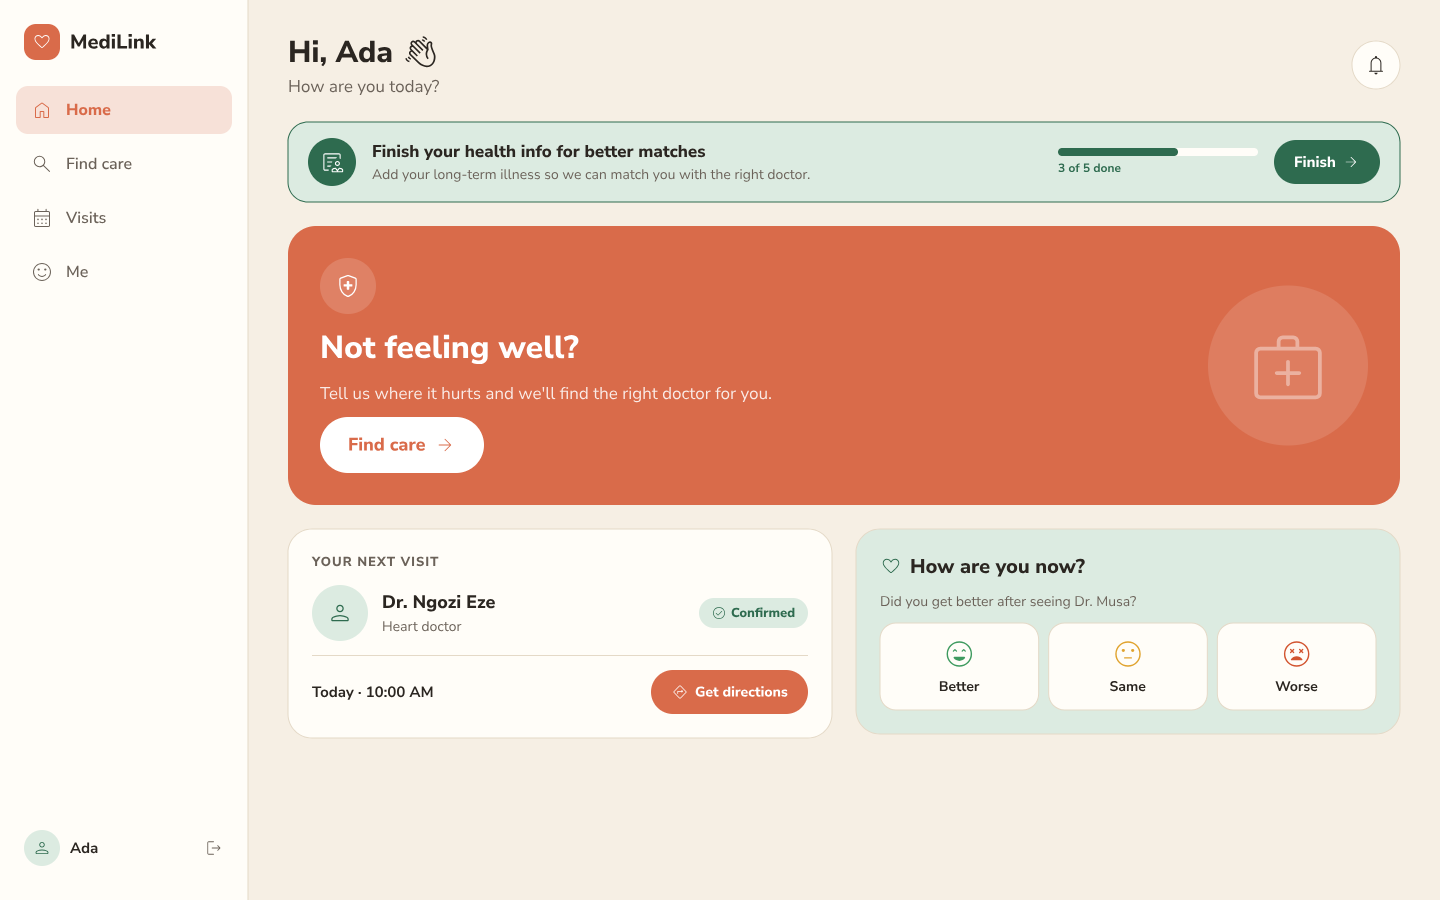 MediLink
Home
Find care
Visits
Me
Ada
Hi, Ada
How are you today?
Finish your health info for better matches
Add your long-term illness so we can match you with the right doctor.
3 of 5 done
Finish
Not feeling well?
Tell us where it hurts and we'll find the right doctor for you.
Find care
YOUR NEXT VISIT
Dr. Ngozi Eze
Heart doctor
Confirmed
Today · 10:00 AM
Get directions
How are you now?
Did you get better after seeing Dr. Musa?
Better
Same
Worse